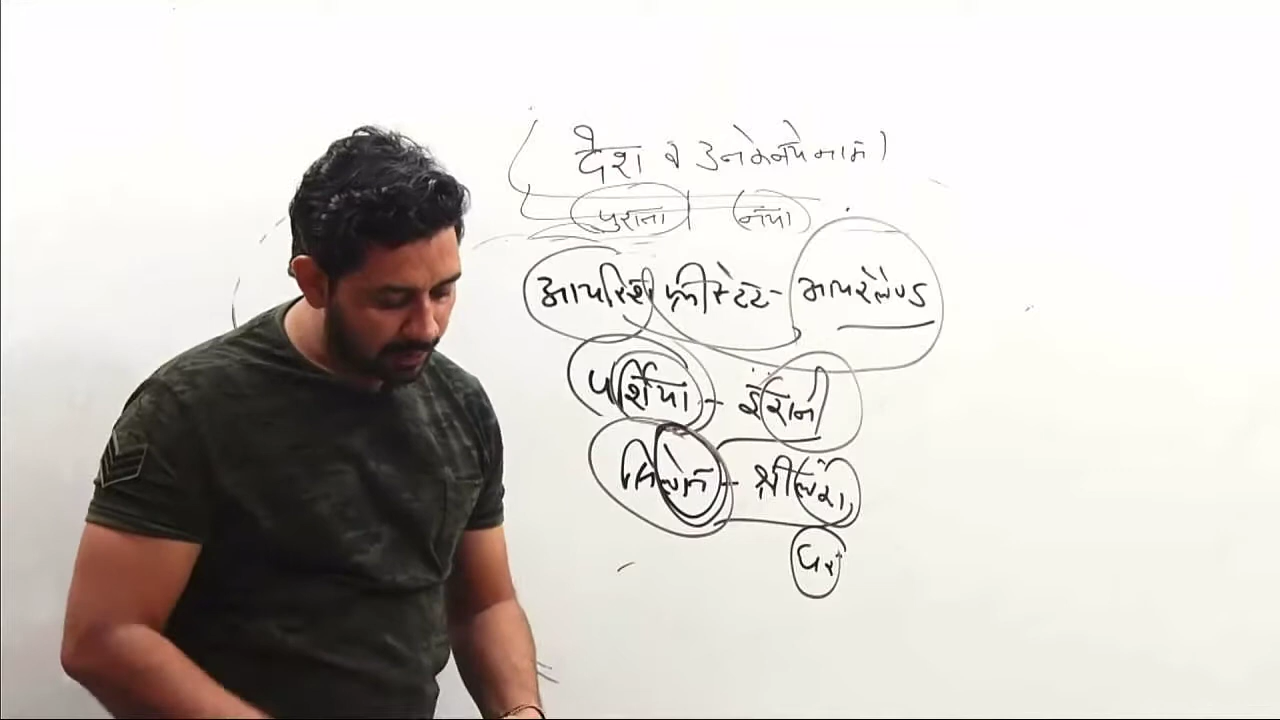 देश व उनके नये नाम)
पुराना नया
आयरिश फ्री स्टेट - आयरलैण्ड
पर्शिया - ईरान
सिलोन - श्रीलंका